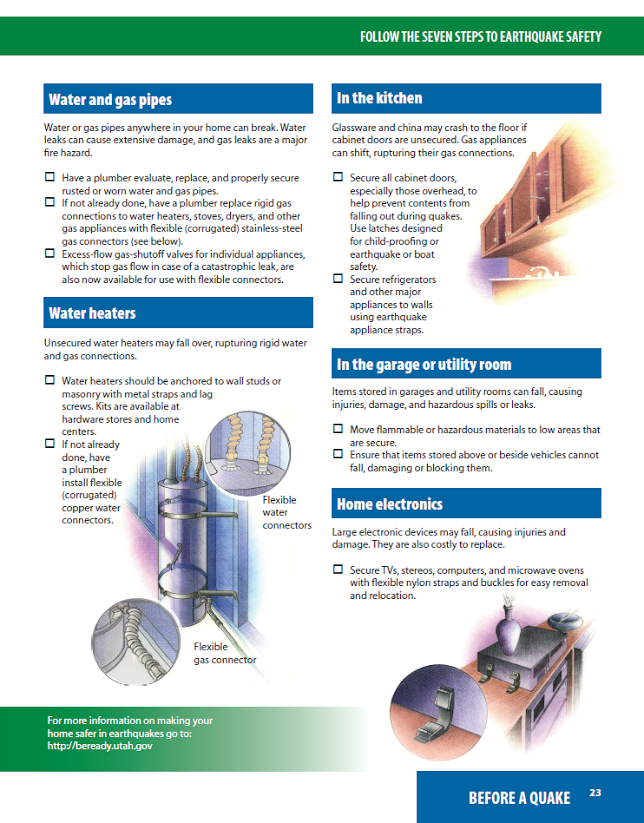 FOLLOW THE SEVEN STEPS TO EARTHQUAKE SAFETY
Water and gas pipes
Water or gas pipes anywhere in your home can break. Water
leaks can cause extensive damage, and gas leaks are a major
fire hazard.
Have a plumber evaluate, replace, and properly secure
rusted or worn water and gas pipes.
If not already done, have a plumber replace rigid gas
connections to water heaters, stoves, dryers, and other
gas appliances with flexible (corrugated) stainless-steel
gas connectors (see below).
Excess-flow gas-shutoff valves for individual appliances,
which stop gas flow in case of a catastrophic leak, are
also now available for use with flexible connectors.
Water heaters
Unsecured water heaters may fall over, rupturing rigid water
and gas connections.
Water heaters should be anchored to wall studs or
masonry with metal straps and lag
screws. Kits are available at
hardware stores and home
centers.
If not already
done, have
a plumber
install flexible
(corrugated)
copper water
connectors.
Flexible
water
connectors
Flexible
gas connector
For more information on making your
home safer in earthquakes go to:
http://beready.utah.gov
In the kitchen
Glassware and china may crash to the floor if
cabinet doors are unsecured. Gas appliances
can shift, rupturing their gas connections.
Secure all cabinet doors,
especially those overhead, to
help prevent contents from
falling out during quakes.
Use latches designed
for child-proofing or
earthquake or boat
safety.
Secure refrigerators
and other major
appliances to walls
using earthquake
appliance straps.
In the garage or utility room
Items stored in garages and utility rooms can fall, causing
injuries, damage, and hazardous spills or leaks.
Move flammable or hazardous materials to low areas that
are secure.
Ensure that items stored above or beside vehicles cannot
fall, damaging or blocking them.
Home electronics
Large electronic devices may fall, causing injuries and
damage. They are also costly to replace.
Secure TVs, stereos, computers, and microwave ovens
with flexible nylon straps and buckles for easy removal
and relocation.
BEFORE A QUAKE 23